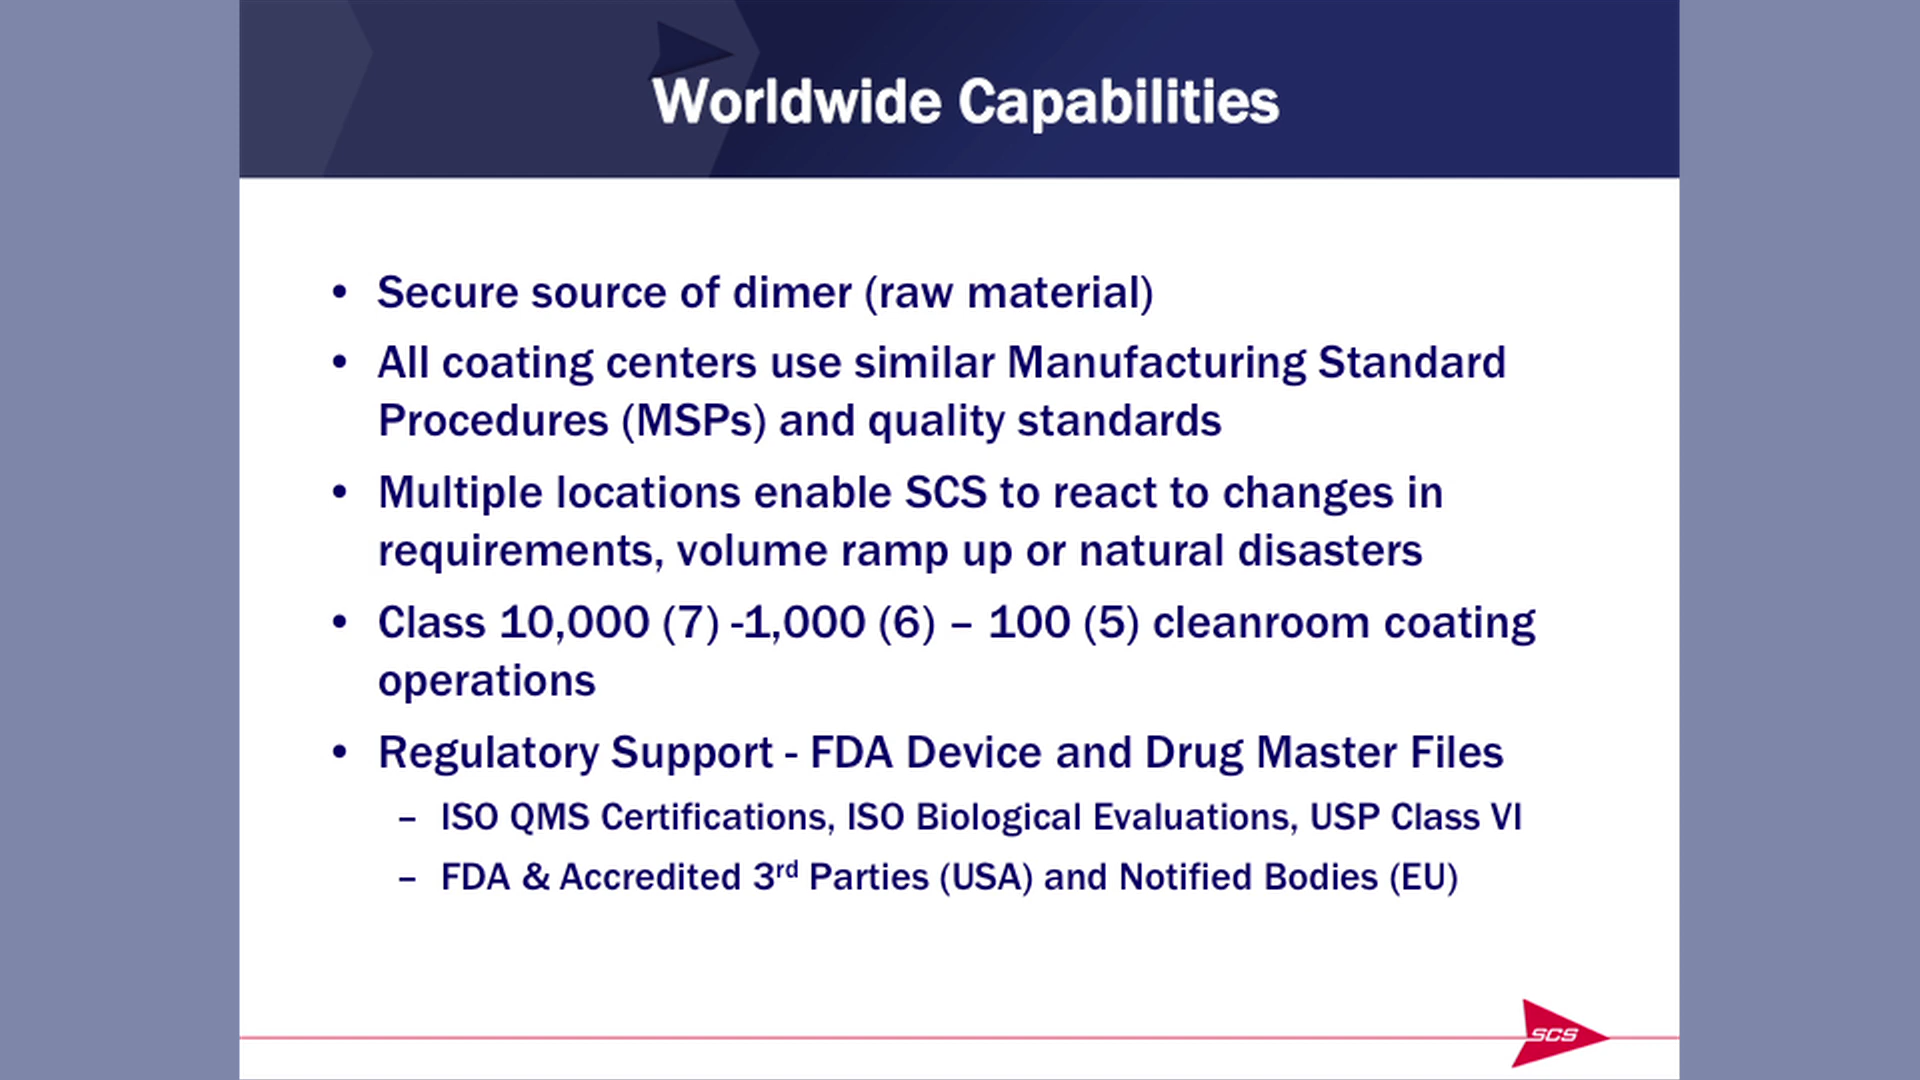 Worldwide Capabilities
• Secure source of dimer (raw material)
• All coating centers use similar Manufacturing Standard
Procedures (MSPs) and quality standards
• Multiple locations enable SCS to react to changes in
requirements, volume ramp up or natural disasters
• Class 10,000 (7) -1,000 (6) – 100 (5) cleanroom coating
operations
• Regulatory Support - FDA Device and Drug Master Files
– ISO QMS Certifications, ISO Biological Evaluations, USP Class VI
– FDA & Accredited 3rd Parties (USA) and Notified Bodies (EU)
SCS